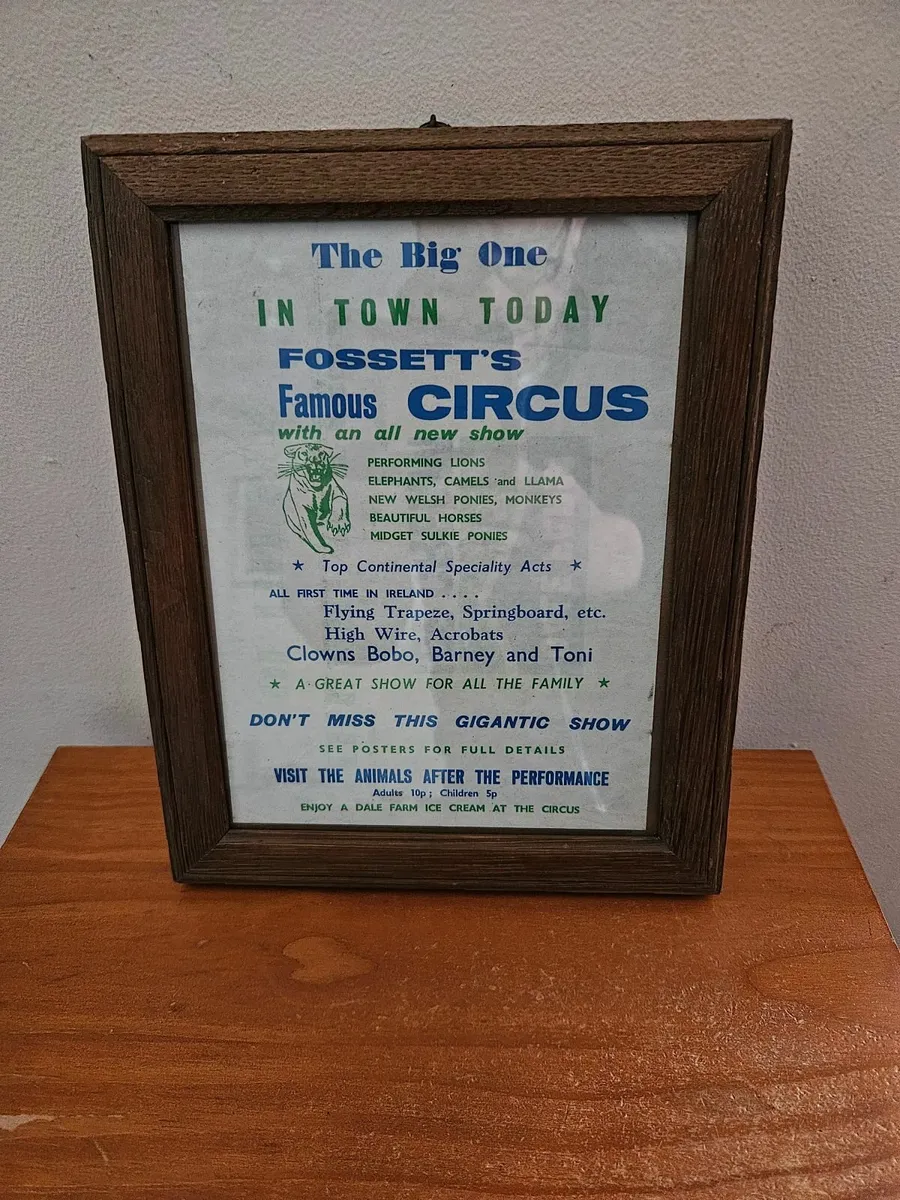 The Big One
IN TOWN TODAY
FOSSETT'S
Famous CIRCUS
with an all new show
PERFORMING LIONS
ELEPHANTS, CAMELS and LLAMA
NEW WELSH PONIES, MONKEYS
BEAUTIFUL HORSES
MIDGET SULKIE PONIES
★ Top Continental Speciality Acts ★
ALL FIRST TIME IN IRELAND . . . .
Flying Trapeze, Springboard, etc.
High Wire, Acrobats
Clowns Bobo, Barney and Toni
★ A GREAT SHOW FOR ALL THE FAMILY ★
DON'T MISS THIS GIGANTIC SHOW
SEE POSTERS FOR FULL DETAILS
VISIT THE ANIMALS AFTER THE PERFORMANCE
Adults 10p ; Children 5p
ENJOY A DALE FARM ICE CREAM AT THE CIRCUS